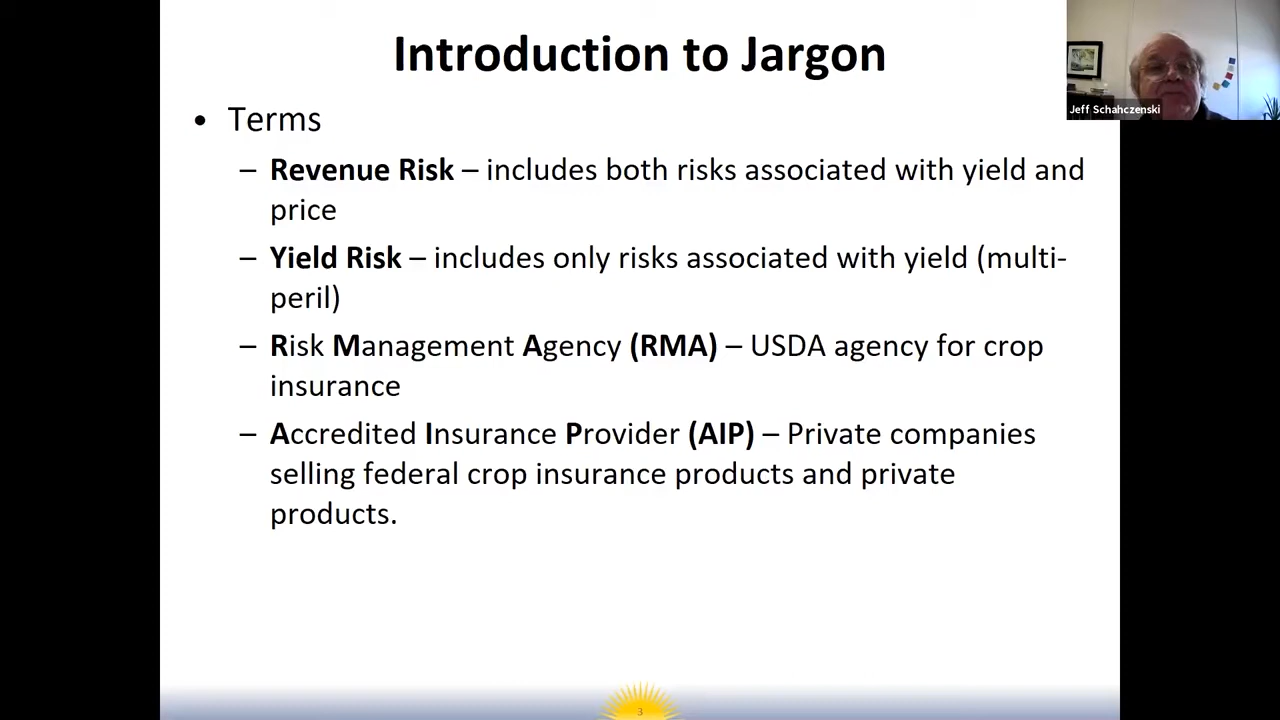 Introduction to Jargon
Jeff Schahczenski
• Terms
– Revenue Risk – includes both risks associated with yield and
price
– Yield Risk – includes only risks associated with yield (multi-
peril)
– Risk Management Agency (RMA) – USDA agency for crop
insurance
– Accredited Insurance Provider (AIP) – Private companies
selling federal crop insurance products and private
products.
3